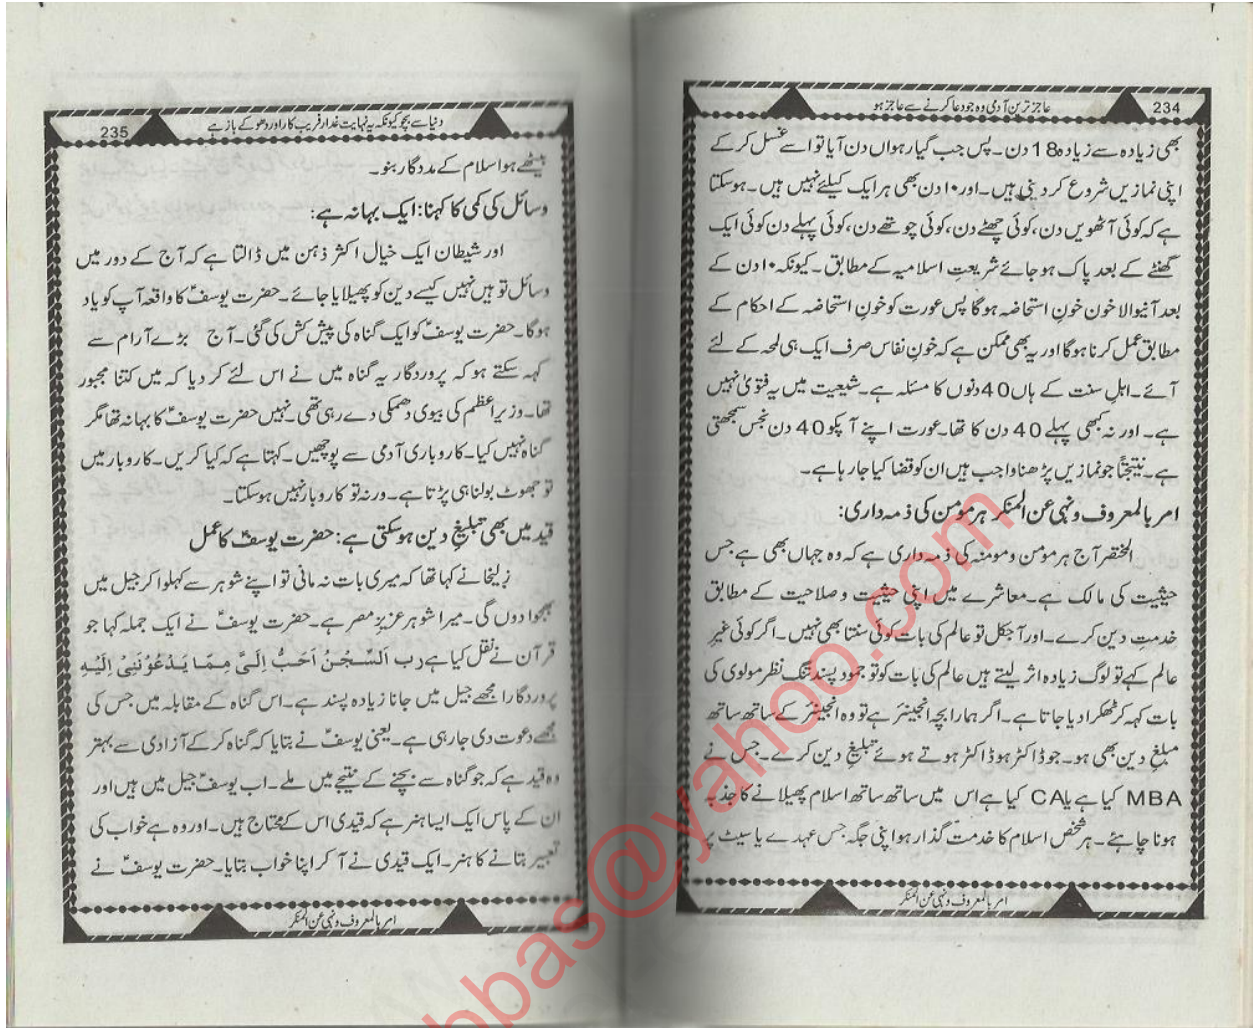 234
عاجز ترین آدمی وہ جو دعا کرنے سے عاجز ہو
بھی زیادہ سے زیادہ 18 دن۔ پس جب گیارہواں دن آیا تو اسے غسل کر کے
اپنی نمازیں شروع کر دینی ہیں۔ اور ۱۰ دن بھی ہر ایک کیلئے نہیں ہیں۔ ہو سکتا
ہے کہ کوئی آٹھویں دن، کوئی چھٹے دن، کوئی چوتھے دن، کوئی پہلے دن کوئی ایک
گھنٹے کے بعد پاک ہو جائے شریعتِ اسلامیہ کے مطابق۔ کیونکہ ۱۰ دن کے
بعد آنیوالا خون خونِ استحاضہ ہوگا پس عورت کو خونِ استحاضہ کے احکام کے
مطابق عمل کرنا ہوگا اور یہ بھی ممکن ہے کہ خونِ نفاس صرف ایک ہی لمحہ کے لئے
آئے۔ اہلِ سنت کے ہاں 40 دنوں کا مسئلہ ہے۔ شیعیت میں یہ فتویٰ نہیں
ہے۔ اور نہ کبھی پہلے 40 دن کا تھا۔ عورت اپنے آپکو 40 دن نجس سمجھتی
ہے۔ نتیجتاً جو نمازیں پڑھنا واجب ہیں ان کو قضا کیا جا رہا ہے۔
امر بالمعروف و نہی عن المنکر ہر مومن کی ذمہ داری:
المختصر آج ہر مومن و مومنہ کی ذمہ داری ہے کہ وہ جہاں بھی ہے جس
حیثیت کی مالک ہے۔ معاشرے میں اپنی حیثیت و صلاحیت کے مطابق
خدمتِ دین کرے۔ اور آجکل تو عالم کی بات کوئی سنتا بھی نہیں۔ اگر کوئی غیرِ
عالم کہے تو لوگ زیادہ اثر لیتے ہیں عالم کی بات کو تو جمود پسند تنگ نظر مولوی کی
بات کہہ کر ٹھکرا دیا جاتا ہے۔ اگر ہمارا بچہ انجینئر ہے تو وہ انجینئر کے ساتھ ساتھ
مبلغِ دین بھی ہو۔ جو ڈاکٹر ہو ڈاکٹر ہوتے ہوئے تبلیغِ دین کرے۔ جس نے
MBA کیا ہے یا CA کیا ہے اس میں ساتھ ساتھ اسلام پھیلانے کا جذبہ
ہونا چاہئے۔ ہر شخص اسلام کا خدمت گذار ہو اپنی جگہ جس عہدے یا سیٹ پر
امر بالمعروف و نہی عن المنکر
235
دنیا سے بچو کیونکہ یہ نہایت غدار فریب کار اور دھوکے باز ہے
بیٹھے ہو اسلام کے مددگار بنو۔
وسائل کی کمی کا کہنا: ایک بہانہ ہے:
اور شیطان ایک خیال اکثر ذہن میں ڈالتا ہے کہ آج کے دور میں
وسائل تو ہیں نہیں کیسے دین کو پھیلایا جائے۔ حضرت یوسفؑ کا واقعہ آپ کو یاد
ہوگا۔ حضرت یوسفؑ کو ایک گناہ کی پیش کش کی گئی۔ آج بڑے آرام سے
کہہ سکتے ہو کہ پروردگار یہ گناہ میں نے اس لئے کر دیا کہ میں کتنا مجبور
تھا۔ وزیرِ اعظم کی بیوی دھمکی دے رہی تھی۔ نہیں حضرت یوسفؑ کا بہانہ تھا مگر
گناہ نہیں کیا۔ کاروباری آدمی سے پوچھیں۔ کہتا ہے کہ کیا کریں۔ کاروبار میں
تو جھوٹ بولنا ہی پڑتا ہے۔ ورنہ تو کاروبار نہیں ہو سکتا۔
قید میں بھی تبلیغِ دین ہو سکتی ہے: حضرت یوسفؑ کا عمل
زلیخا نے کہا تھا کہ میری بات نہ مانی تو اپنے شوہر سے کہلوا کر جیل میں
بھجوا دوں گی۔ میرا شوہر عزیزِ مصر ہے۔ حضرت یوسفؑ نے ایک جملہ کہا جو
قرآن نے نقل کیا ہے رب اَلسِّجْنُ اَحَبُّ اِلَیَّ مِمَّا یَدْعُوْنَنِیْ اِلَیْہِ
پروردگارا مجھے جیل میں جانا زیادہ پسند ہے۔ اس گناہ کے مقابلہ میں جس کی
مجھے دعوت دی جا رہی ہے۔ یعنی یوسفؑ نے بتایا کہ گناہ کر کے آزادی سے بہتر
وہ قید ہے کہ جو گناہ سے بچنے کے نتیجے میں ملے۔ اب یوسفؑ جیل میں ہیں اور
ان کے پاس ایک ایسا ہنر ہے کہ قیدی اس کے محتاج ہیں۔ اور وہ ہے خواب کی
تعبیر بتانے کا ہنر۔ ایک قیدی نے آ کر اپنا خواب بتایا۔ حضرت یوسفؑ نے
امر بالمعروف و نہی عن المنکر
bbas@yahoo.com